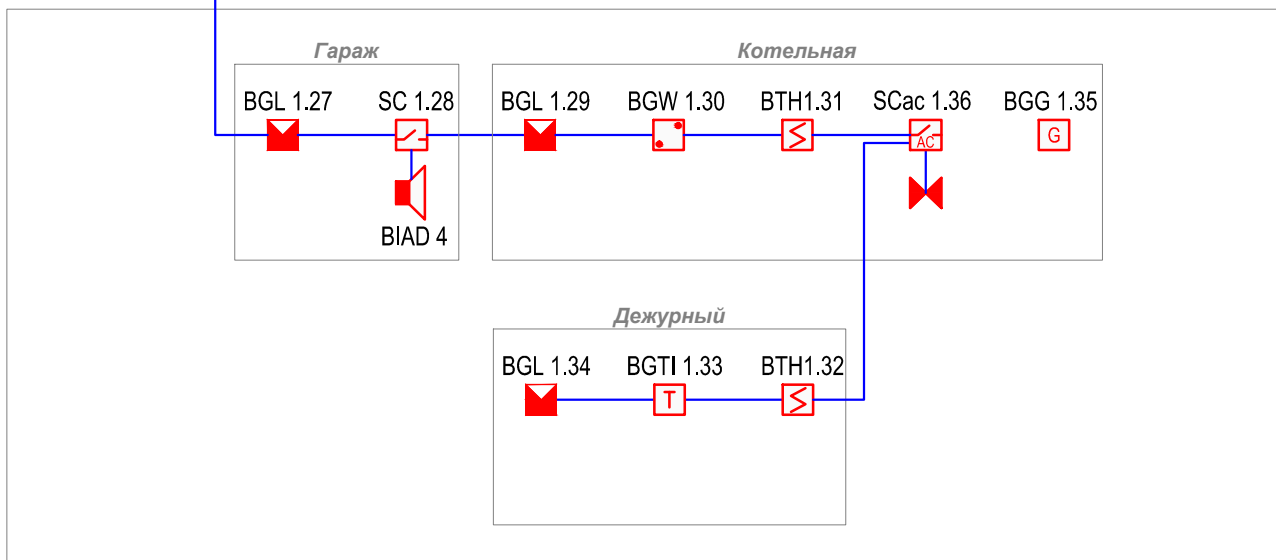 Гараж
Котельная
BGL 1.27 SC 1.28 BGL 1.29 BGW 1.30 BTH1.31 SCac 1.36 BGG 1.35
AC
G
BIAD 4
Дежурный
BGL 1.34 BGTI 1.33 BTH1.32
T